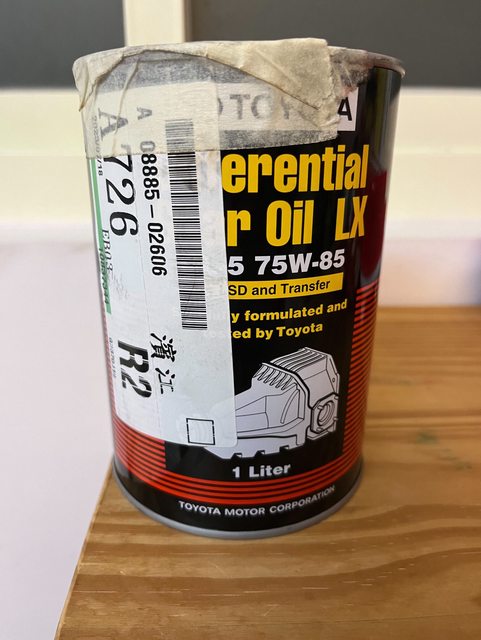 TOYOTA
erential
r Oil LX
5 75W-85
SD and Transfer
y formulated and
sted by Toyota
1 Liter
TOYOTA MOTOR CORPORATION
A 08885-02606
A 726
濱江
R2